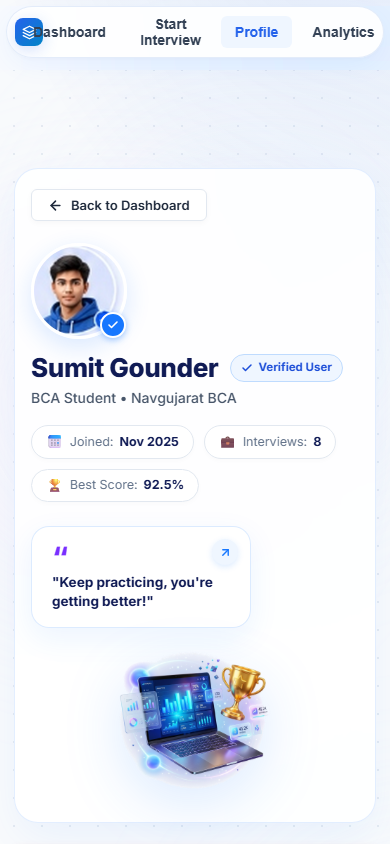 Dashboard
Start
Interview
Profile
Analytics
Back to Dashboard
Sumit Gounder
Verified User
BCA Student • Navgujarat BCA
Joined: Nov 2025
Interviews: 8
Best Score: 92.5%
"Keep practicing, you're
getting better!"